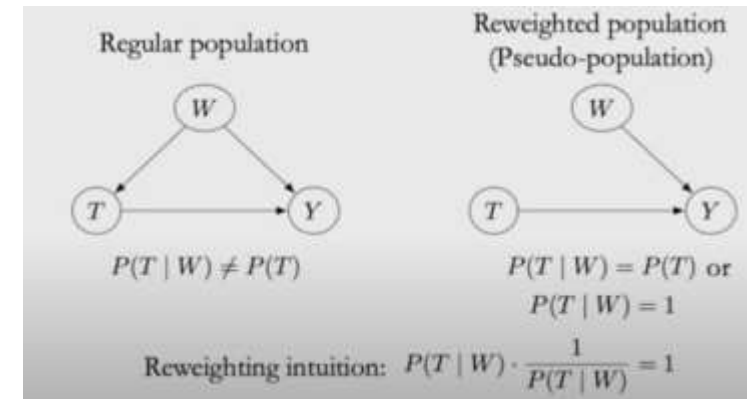 Regular population
W
T
Y
P(T | W) ≠ P(T)
Reweighted population
(Pseudo-population)
W
T
Y
P(T | W) = P(T) or
P(T | W) = 1
Reweighting intuition: P(T | W) · 1/P(T | W) = 1